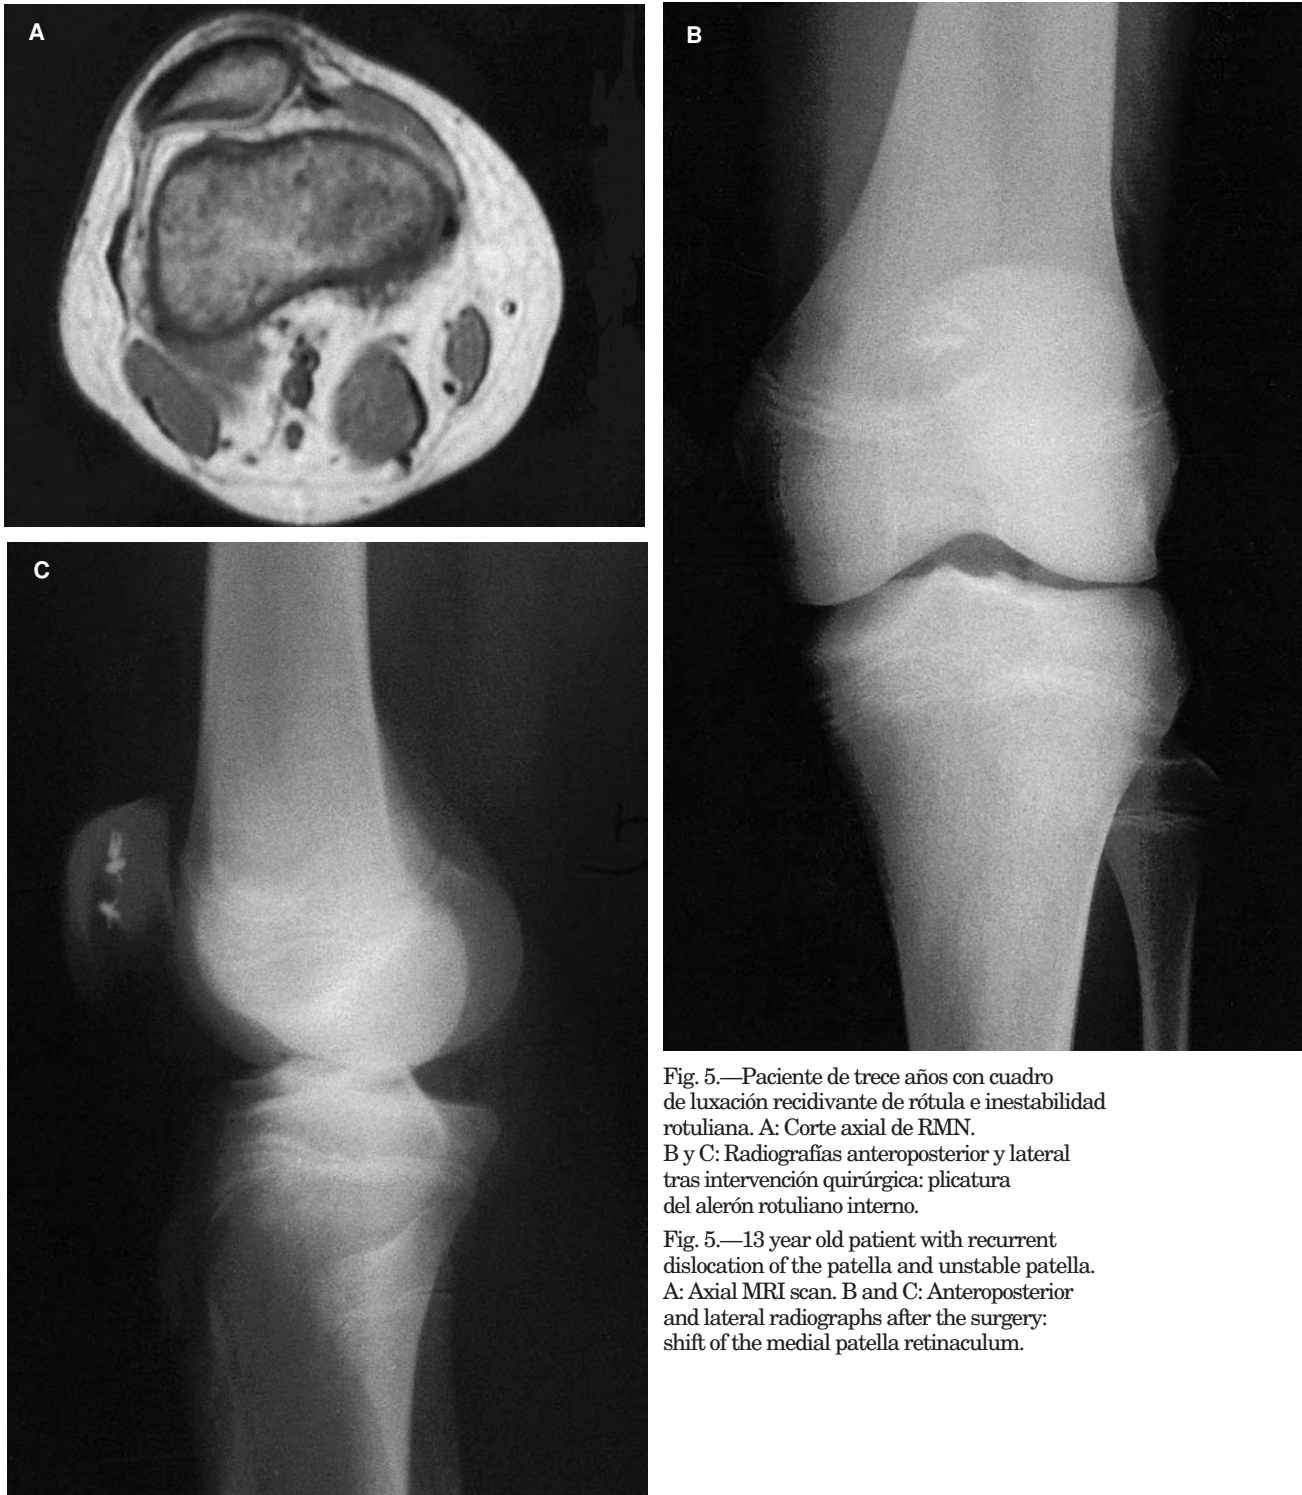 A
B
C
Fig. 5.—Paciente de trece años con cuadro
de luxación recidivante de rótula e inestabilidad
rotuliana. A: Corte axial de RMN.
B y C: Radiografías anteroposterior y lateral
tras intervención quirúrgica: plicatura
del alerón rotuliano interno.
Fig. 5.—13 year old patient with recurrent
dislocation of the patella and unstable patella.
A: Axial MRI scan. B and C: Anteroposterior
and lateral radiographs after the surgery:
shift of the medial patella retinaculum.